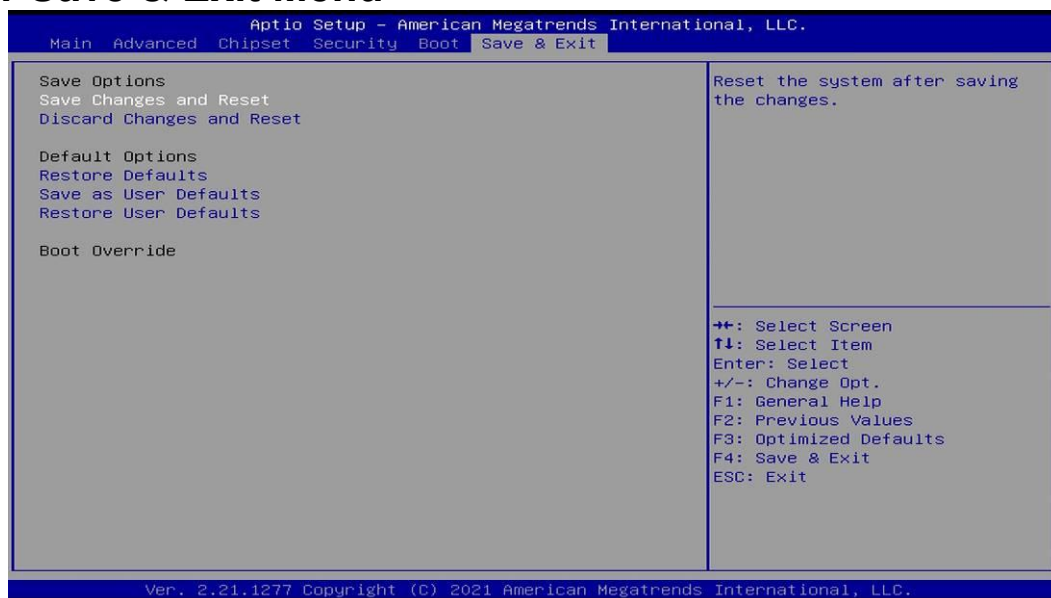 Save & Exit Menu
Aptio Setup – American Megatrends International, LLC.
Main Advanced Chipset Security Boot Save & Exit
Save Options
Save Changes and Reset
Discard Changes and Reset
Default Options
Restore Defaults
Save as User Defaults
Restore User Defaults
Boot Override
Reset the system after saving
the changes.
→←: Select Screen
↑↓: Select Item
Enter: Select
+/-: Change Opt.
F1: General Help
F2: Previous Values
F3: Optimized Defaults
F4: Save & Exit
ESC: Exit
Ver. 2.21.1277 Copyright (C) 2021 American Megatrends International, LLC.